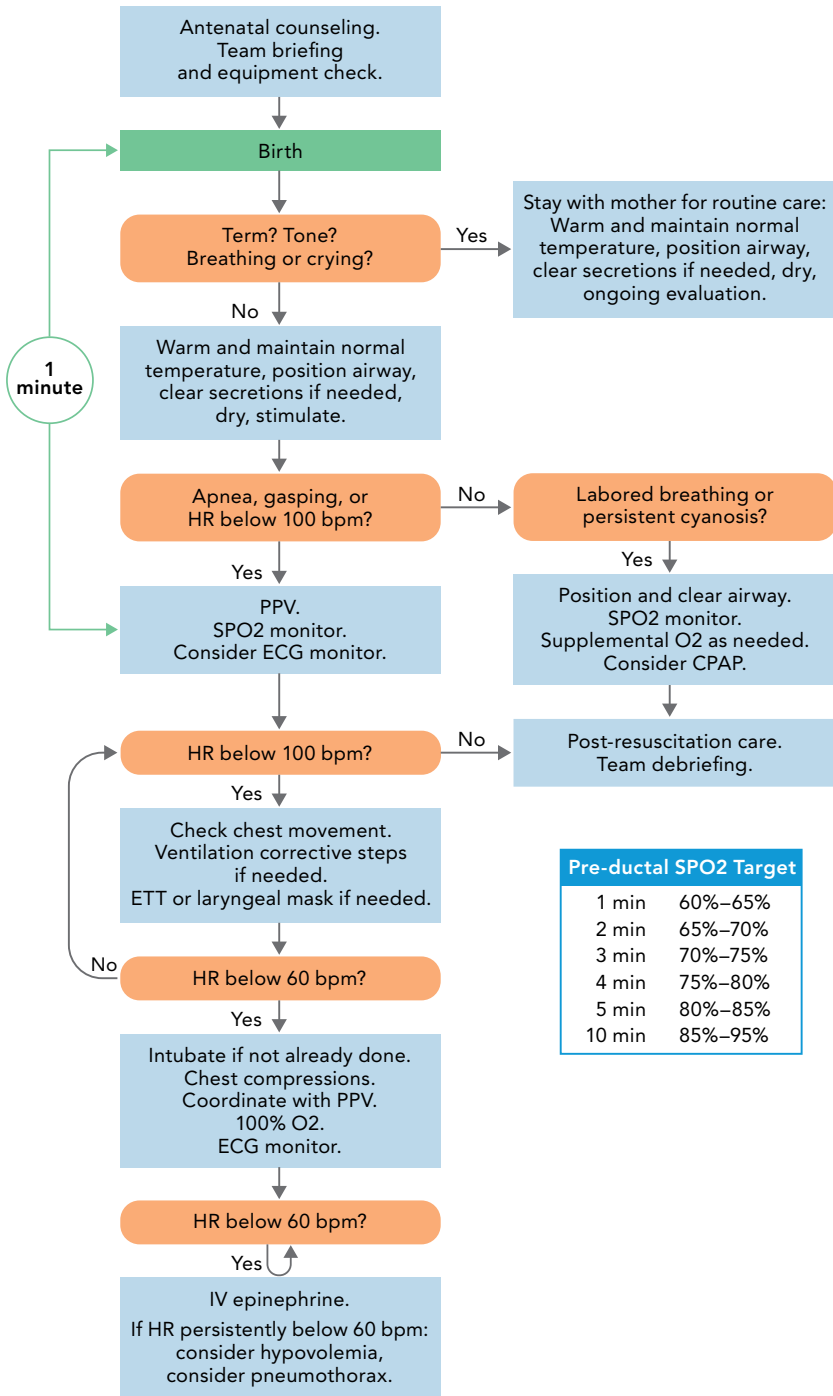 Antenatal counseling.
Team briefing
and equipment check.
Birth
Term? Tone?
Breathing or crying?
Yes
Stay with mother for routine care:
Warm and maintain normal
temperature, position airway,
clear secretions if needed, dry,
ongoing evaluation.
No
1
minute
Warm and maintain normal
temperature, position airway,
clear secretions if needed,
dry, stimulate.
Apnea, gasping, or
HR below 100 bpm?
No
Labored breathing or
persistent cyanosis?
Yes
Yes
PPV.
SPO2 monitor.
Consider ECG monitor.
Position and clear airway.
SPO2 monitor.
Supplemental O2 as needed.
Consider CPAP.
HR below 100 bpm?
No
Post-resuscitation care.
Team debriefing.
Yes
Check chest movement.
Ventilation corrective steps
if needed.
ETT or laryngeal mask if needed.
No
HR below 60 bpm?
Yes
Intubate if not already done.
Chest compressions.
Coordinate with PPV.
100% O2.
ECG monitor.
HR below 60 bpm?
Yes
IV epinephrine.
If HR persistently below 60 bpm:
consider hypovolemia,
consider pneumothorax.
Pre-ductal SPO2 Target
1 min 60%–65%
2 min 65%–70%
3 min 70%–75%
4 min 75%–80%
5 min 80%–85%
10 min 85%–95%